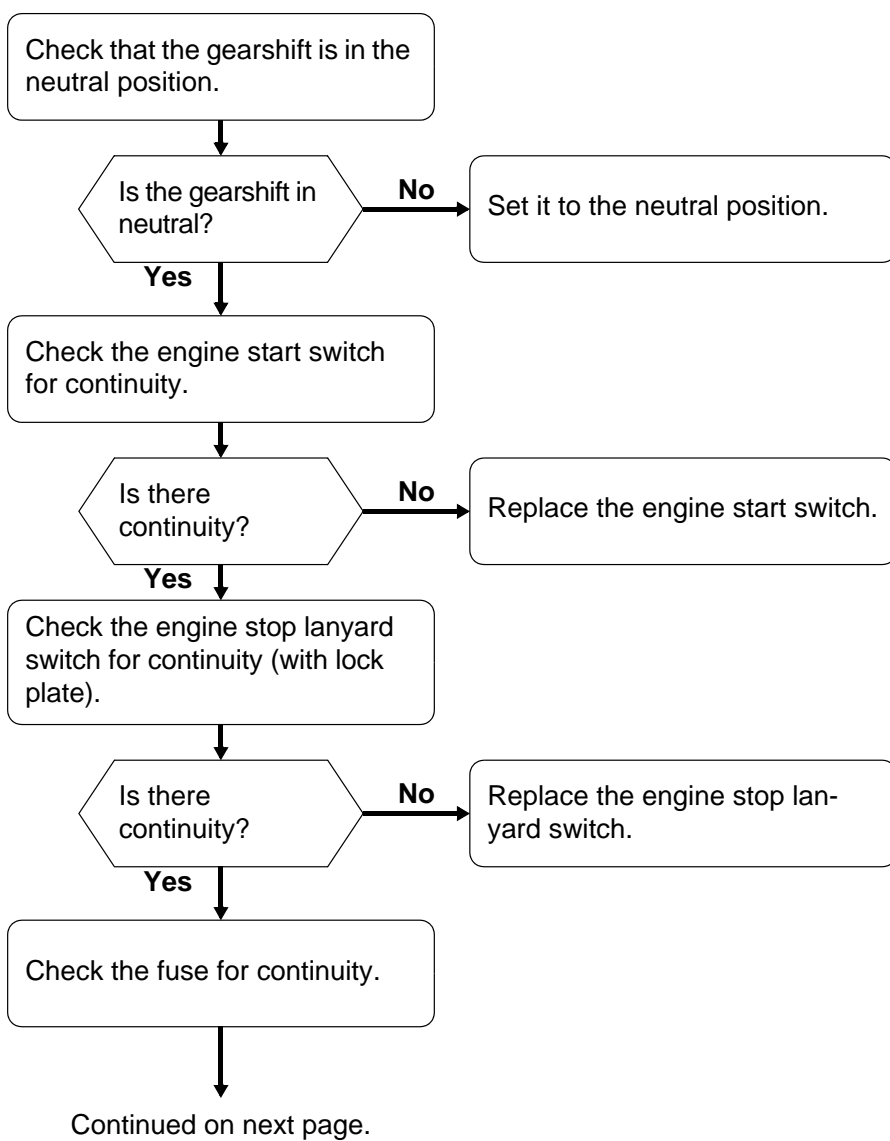 Check that the gearshift is in the
neutral position.
Is the gearshift in
neutral?
No
Set it to the neutral position.
Yes
Check the engine start switch
for continuity.
Is there
continuity?
No
Replace the engine start switch.
Yes
Check the engine stop lanyard
switch for continuity (with lock
plate).
Is there
continuity?
No
Replace the engine stop lan-
yard switch.
Yes
Check the fuse for continuity.
Continued on next page.